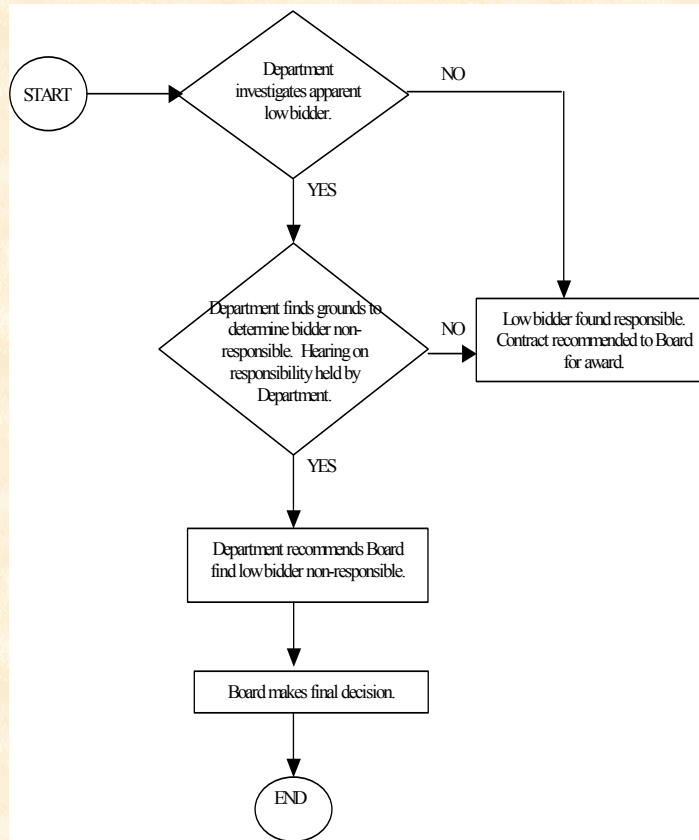 START
Department
investigates apparent
low bidder.
NO
YES
Department finds grounds to
determine bidder non-
responsible. Hearing on
responsibility held by
Department.
NO
Low bidder found responsible.
Contract recommended to Board
for award.
YES
Department recommends Board
find low bidder non-responsible.
Board makes final decision.
END